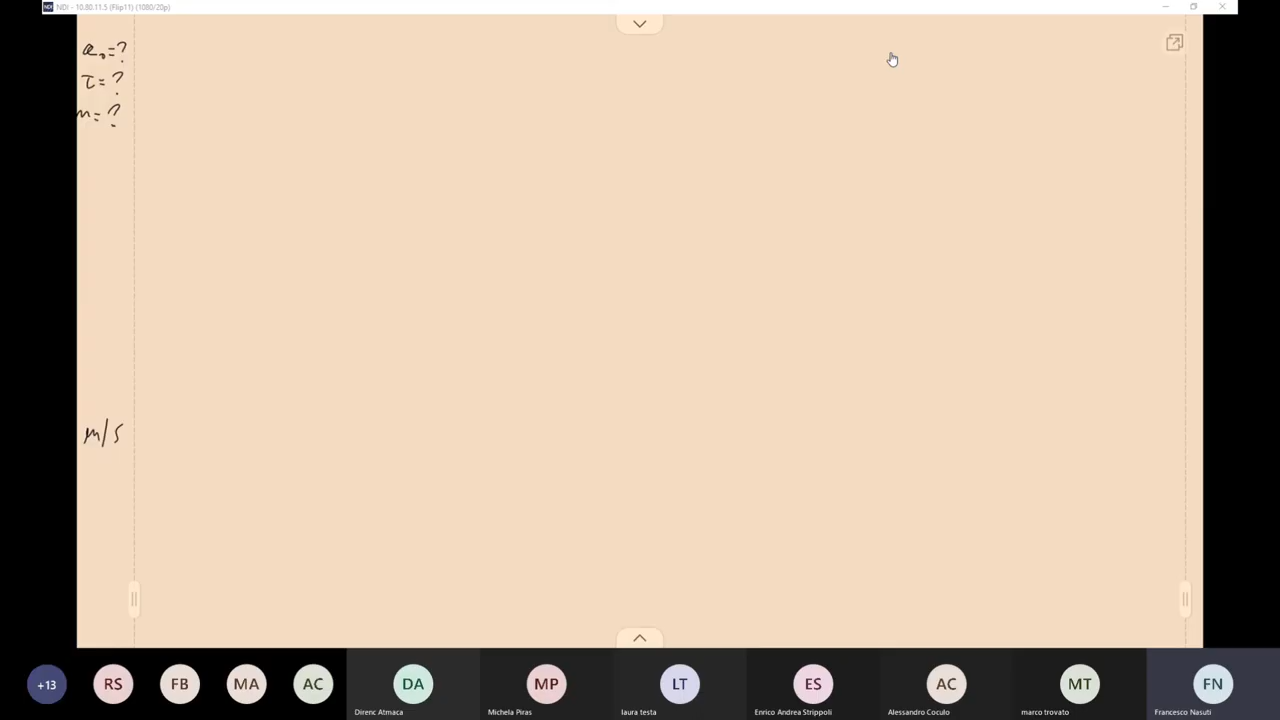 NDI - 10.80.11.5 (Flip11) (1080/20p)
a₀=?
τ=?
m=?
m/s
+13
RS
FB
MA
AC
DA
MP
LT
ES
AC
MT
FN
Direnc Atmaca
Michela Piras
laura testa
Enrico Andrea Strippoli
Alessandro Coculo
marco trovato
Francesco Nasuti